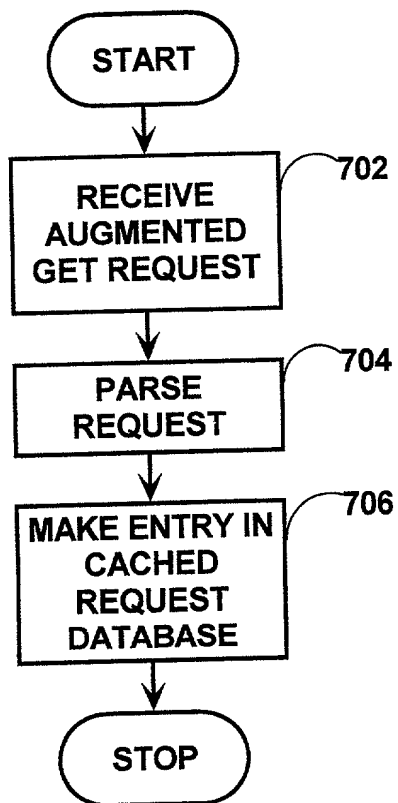 START
702
RECEIVE
AUGMENTED
GET REQUEST
704
PARSE
REQUEST
706
MAKE ENTRY IN
CACHED
REQUEST
DATABASE
STOP